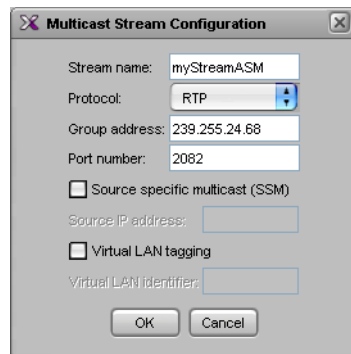 Multicast Stream Configuration
Stream name: myStreamASM
Protocol: RTP
Group address: 239.255.24.68
Port number: 2082
Source specific multicast (SSM)
Source IP address:
Virtual LAN tagging
Virtual LAN identifier:
OK Cancel